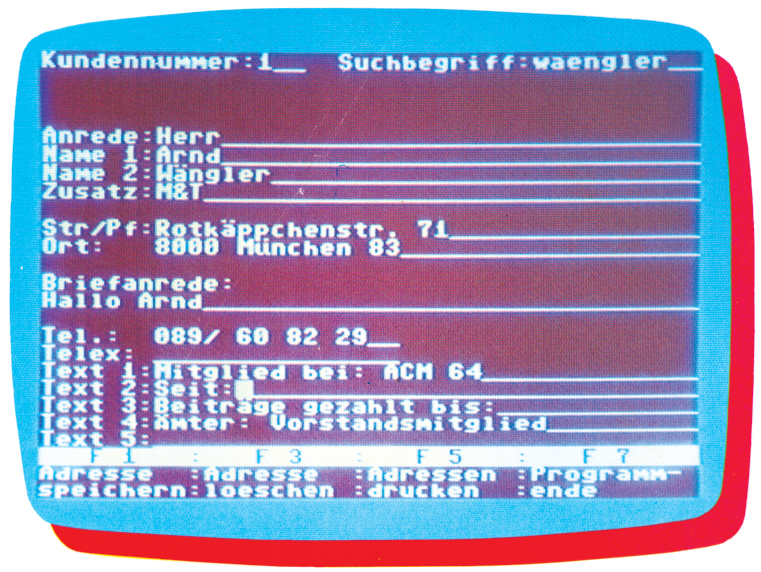 Kundennummer:1__ Suchbegriff:waengler__
Anrede:Herr
Name 1:Arnd
Name 2:Wängler
Zusatz:M&T
Str/Pf:Rotkäppchenstr. 71
Ort: 8000 München 83
Briefanrede:
Hallo Arnd
Tel.: 089/ 60 82 29__
Telex:
Text 1:Mitglied bei: ACM 64
Text 2:Seit:
Text 3:Beiträge gezahlt bis:
Text 4:Ämter: Vorstandsmitglied
Text 5:
F 1 : F 3 : F 5 : F 7
Adresse :Adresse :Adressen :Programm-
speichern:loeschen :drucken :ende